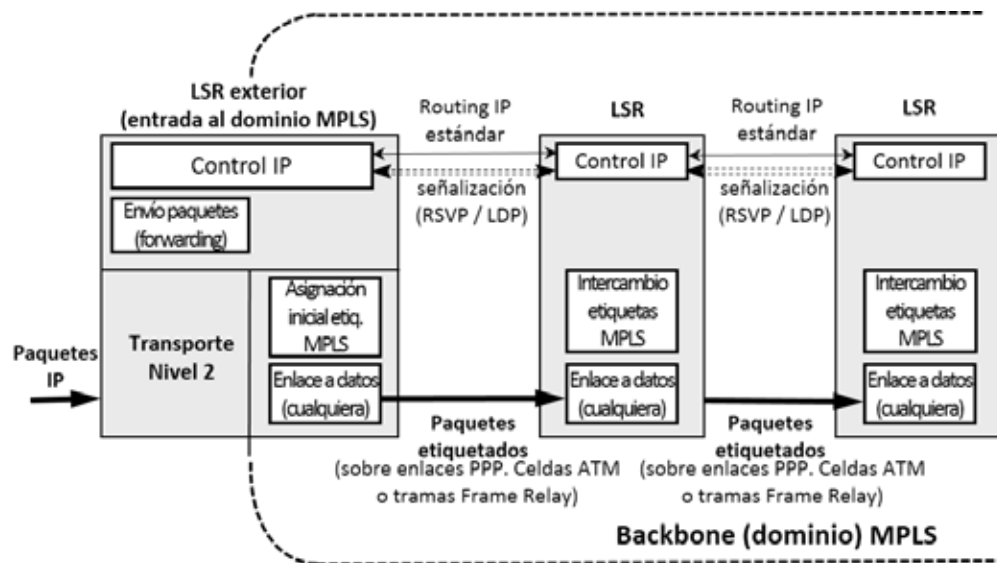 LSR exterior
(entrada al dominio MPLS)
Routing IP
estándar
LSR
Routing IP
estándar
LSR
Control IP
Control IP
Control IP
señalización
(RSVP / LDP)
señalización
(RSVP / LDP)
Envío paquetes
(forwarding)
Paquetes
IP
Transporte
Nivel 2
Asignación
inicial etiq.
MPLS
Intercambio
etiquetas
MPLS
Intercambio
etiquetas
MPLS
Enlace a datos
(cualquiera)
Enlace a datos
(cualquiera)
Enlace a datos
(cualquiera)
Paquetes
etiquetados
(sobre enlaces PPP. Celdas ATM
o tramas Frame Relay)
Paquetes
etiquetados
(sobre enlaces PPP. Celdas ATM
o tramas Frame Relay)
Backbone (dominio) MPLS